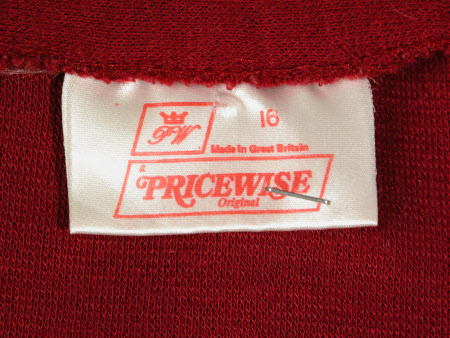 PW
16
Made in Great Britain
a
PRICEWISE
Original